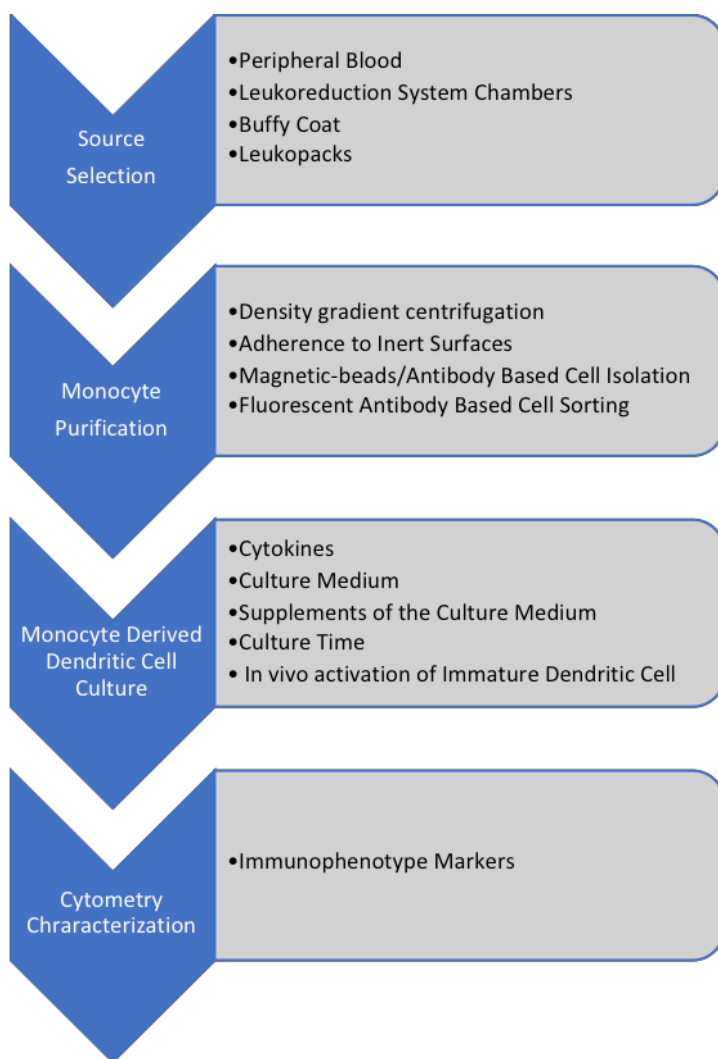 Source
Selection
•Peripheral Blood
•Leukoreduction System Chambers
•Buffy Coat
•Leukopacks
Monocyte
Purification
•Density gradient centrifugation
•Adherence to Inert Surfaces
•Magnetic-beads/Antibody Based Cell Isolation
•Fluorescent Antibody Based Cell Sorting
Monocyte Derived
Dendritic Cell
Culture
•Cytokines
•Culture Medium
•Supplements of the Culture Medium
•Culture Time
• In vivo activation of Immature Dendritic Cell
Cytometry
Chraracterization
•Immunophenotype Markers